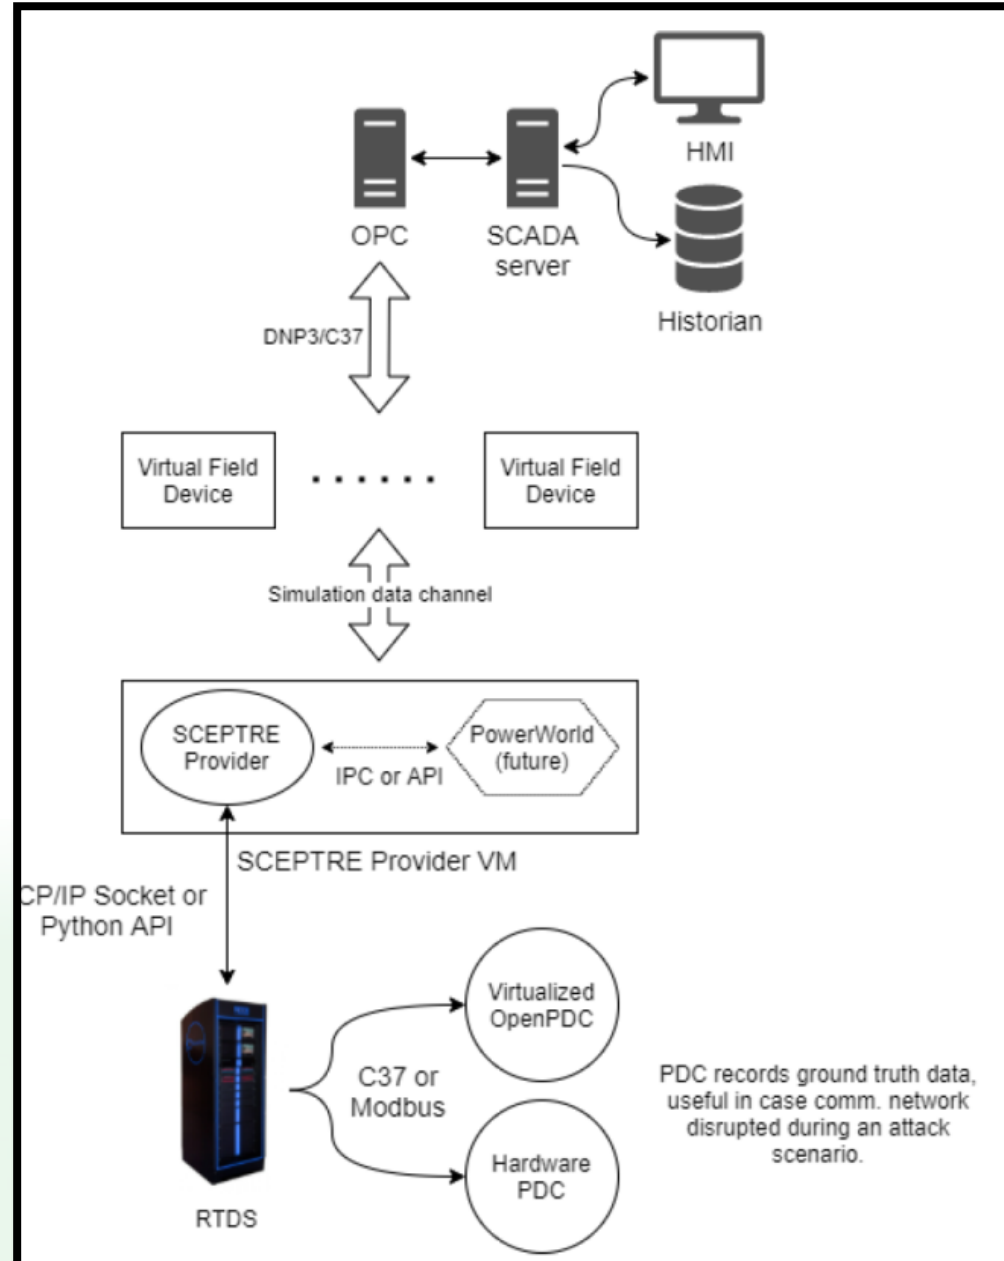 HMI
OPC
SCADA
server
Historian
DNP3/C37
Virtual Field
Device
Virtual Field
Device
Simulation data channel
SCEPTRE
Provider
IPC or API
PowerWorld
(future)
SCEPTRE Provider VM
CP/IP Socket or
Python API
Virtualized
OpenPDC
C37 or
Modbus
Hardware
PDC
RTDS
PDC records ground truth data,
useful in case comm. network
disrupted during an attack
scenario.